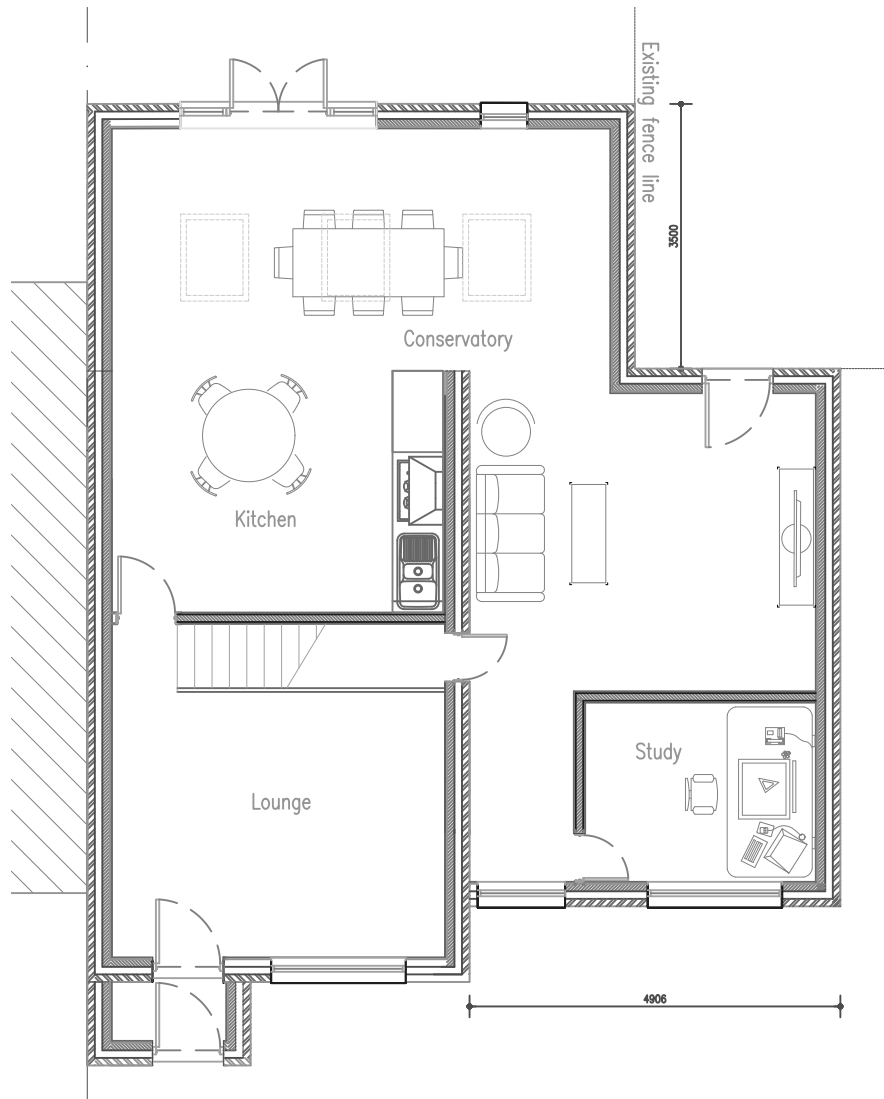 Existing fence line
3500
Conservatory
Kitchen
Study
Lounge
4906